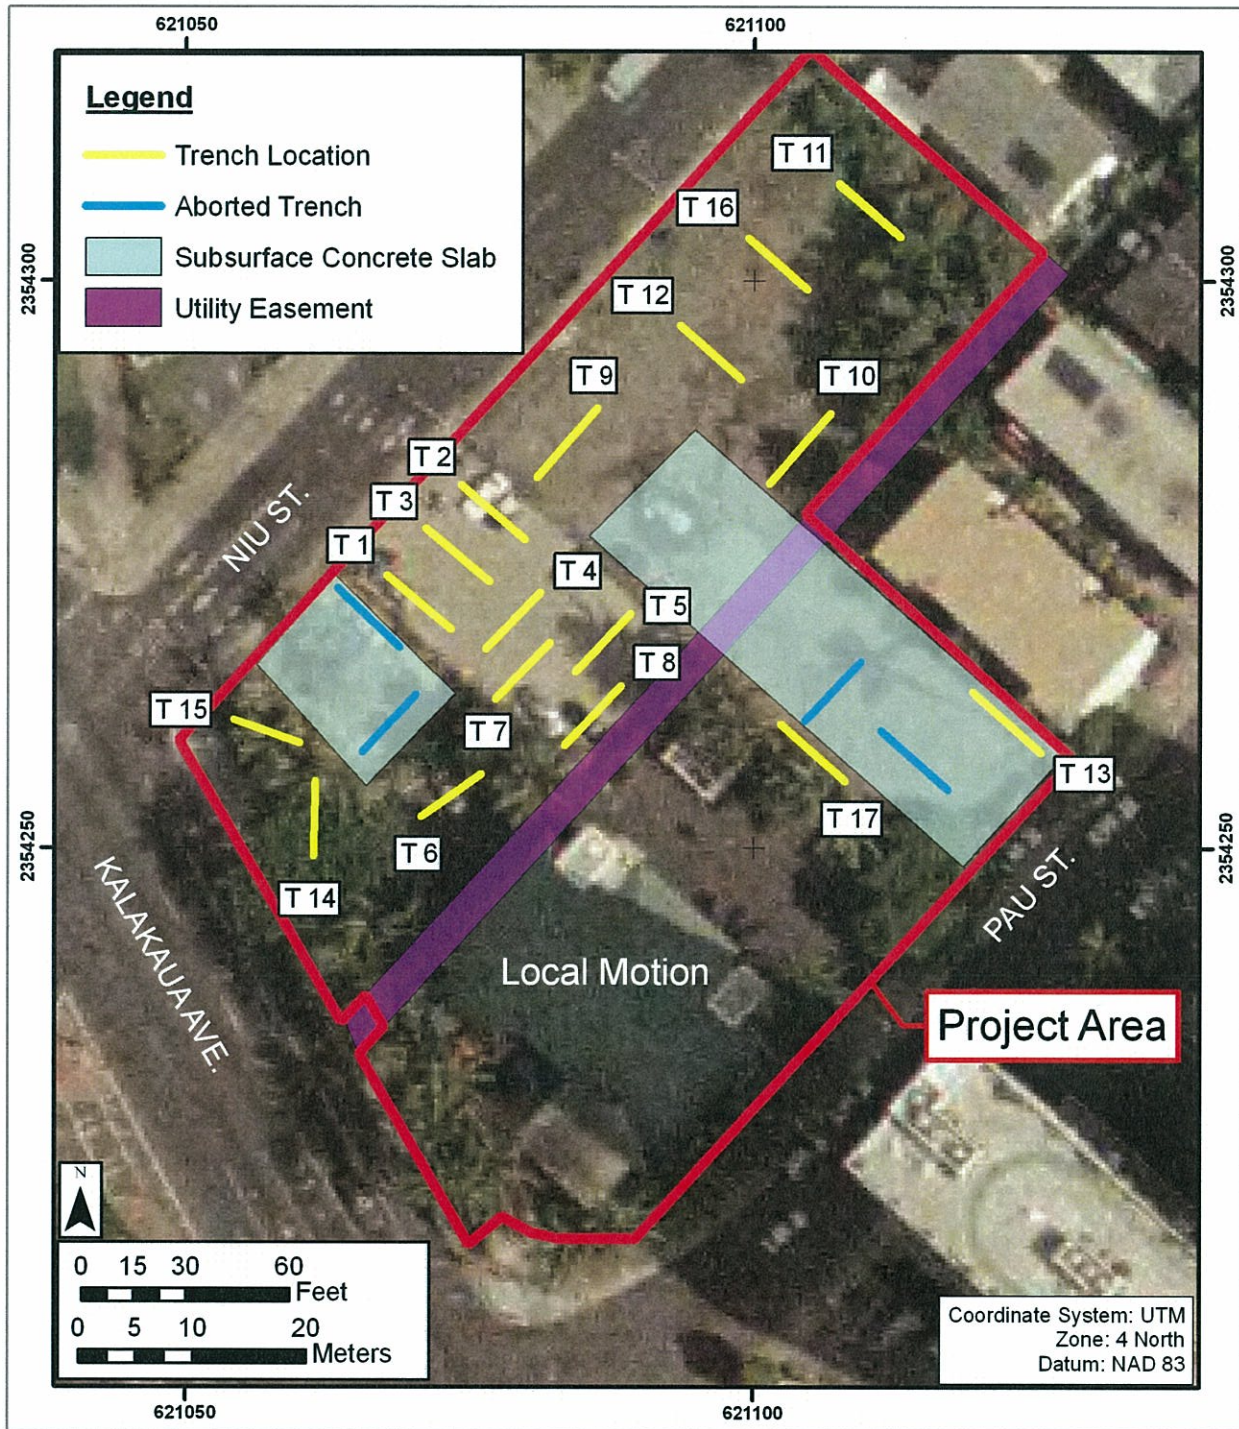 621050
621100
Legend
Trench Location
Aborted Trench
Subsurface Concrete Slab
Utility Easement
2354300
2354300
T 11
T 16
T 12
T 9
T 10
T 2
T 3
T 1
NIU ST.
T 4
T 5
T 8
T 15
T 7
T 13
T 17
T 6
T 14
2354250
2354250
KALAKAUA AVE.
PAU ST.
Local Motion
Project Area
N
0 15 30 60
Feet
0 5 10 20
Meters
Coordinate System: UTM
Zone: 4 North
Datum: NAD 83
621050
621100